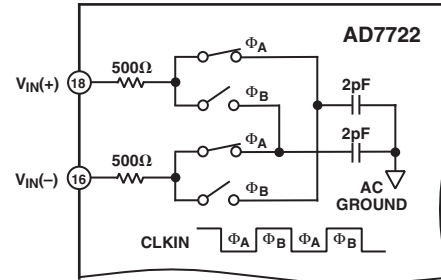 AD7722
500Ω
V_IN(+) 18
Φ_A
Φ_B
2pF
2pF
500Ω
V_IN(–) 16
Φ_A
Φ_B
AC
GROUND
CLKIN Φ_A Φ_B Φ_A Φ_B